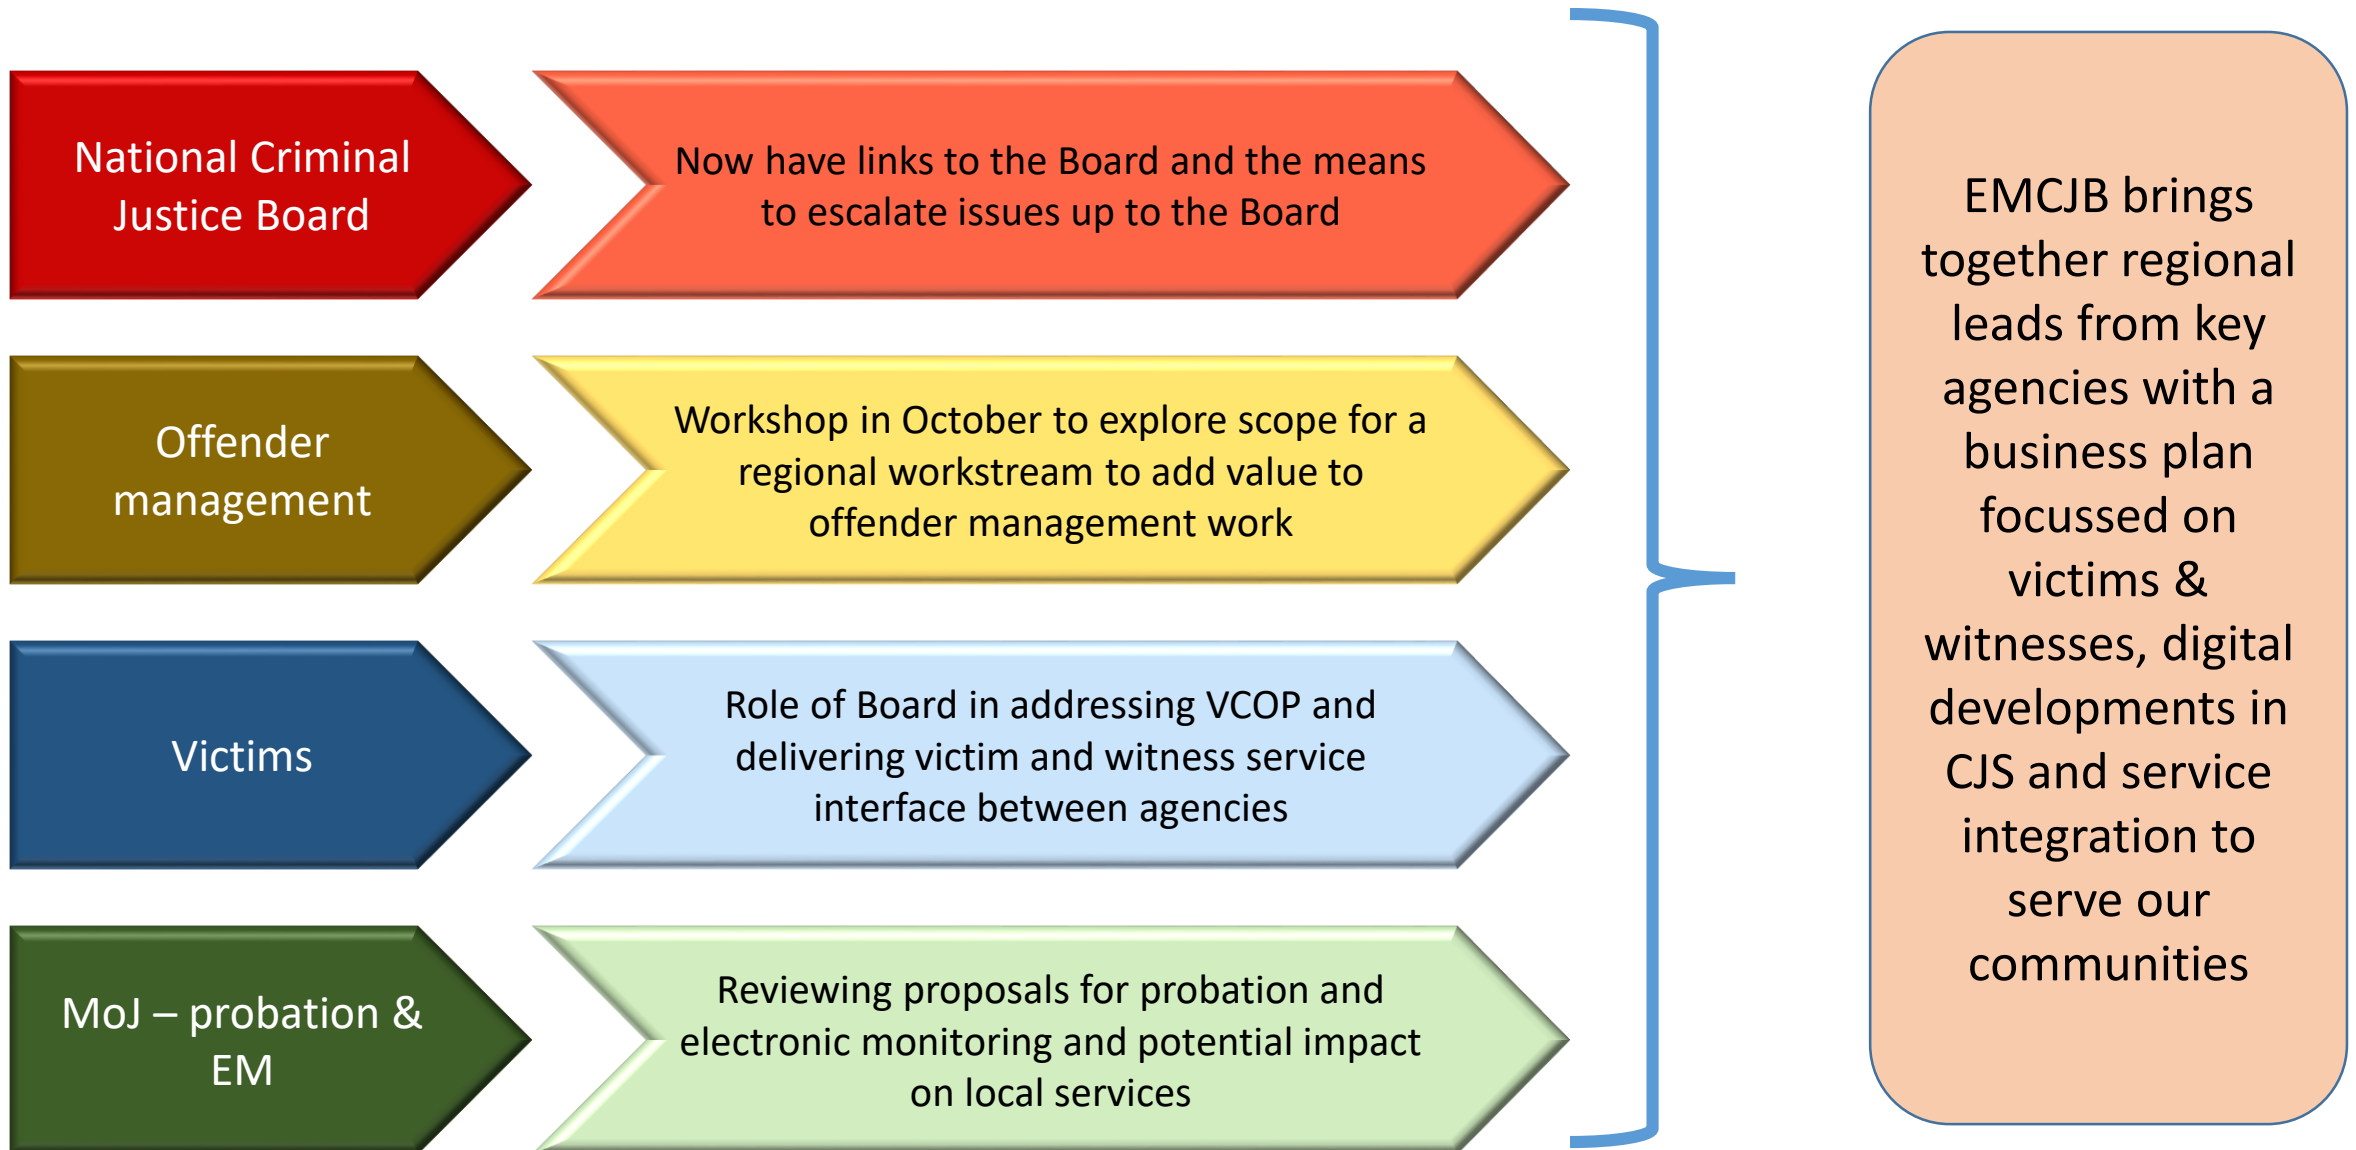 National Criminal
Justice Board
Now have links to the Board and the means
to escalate issues up to the Board
Offender
management
Workshop in October to explore scope for a
regional workstream to add value to
offender management work
Victims
Role of Board in addressing VCOP and
delivering victim and witness service
interface between agencies
MoJ – probation &
EM
Reviewing proposals for probation and
electronic monitoring and potential impact
on local services
EMCJB brings
together regional
leads from key
agencies with a
business plan
focussed on
victims &
witnesses, digital
developments in
CJS and service
integration to
serve our
communities